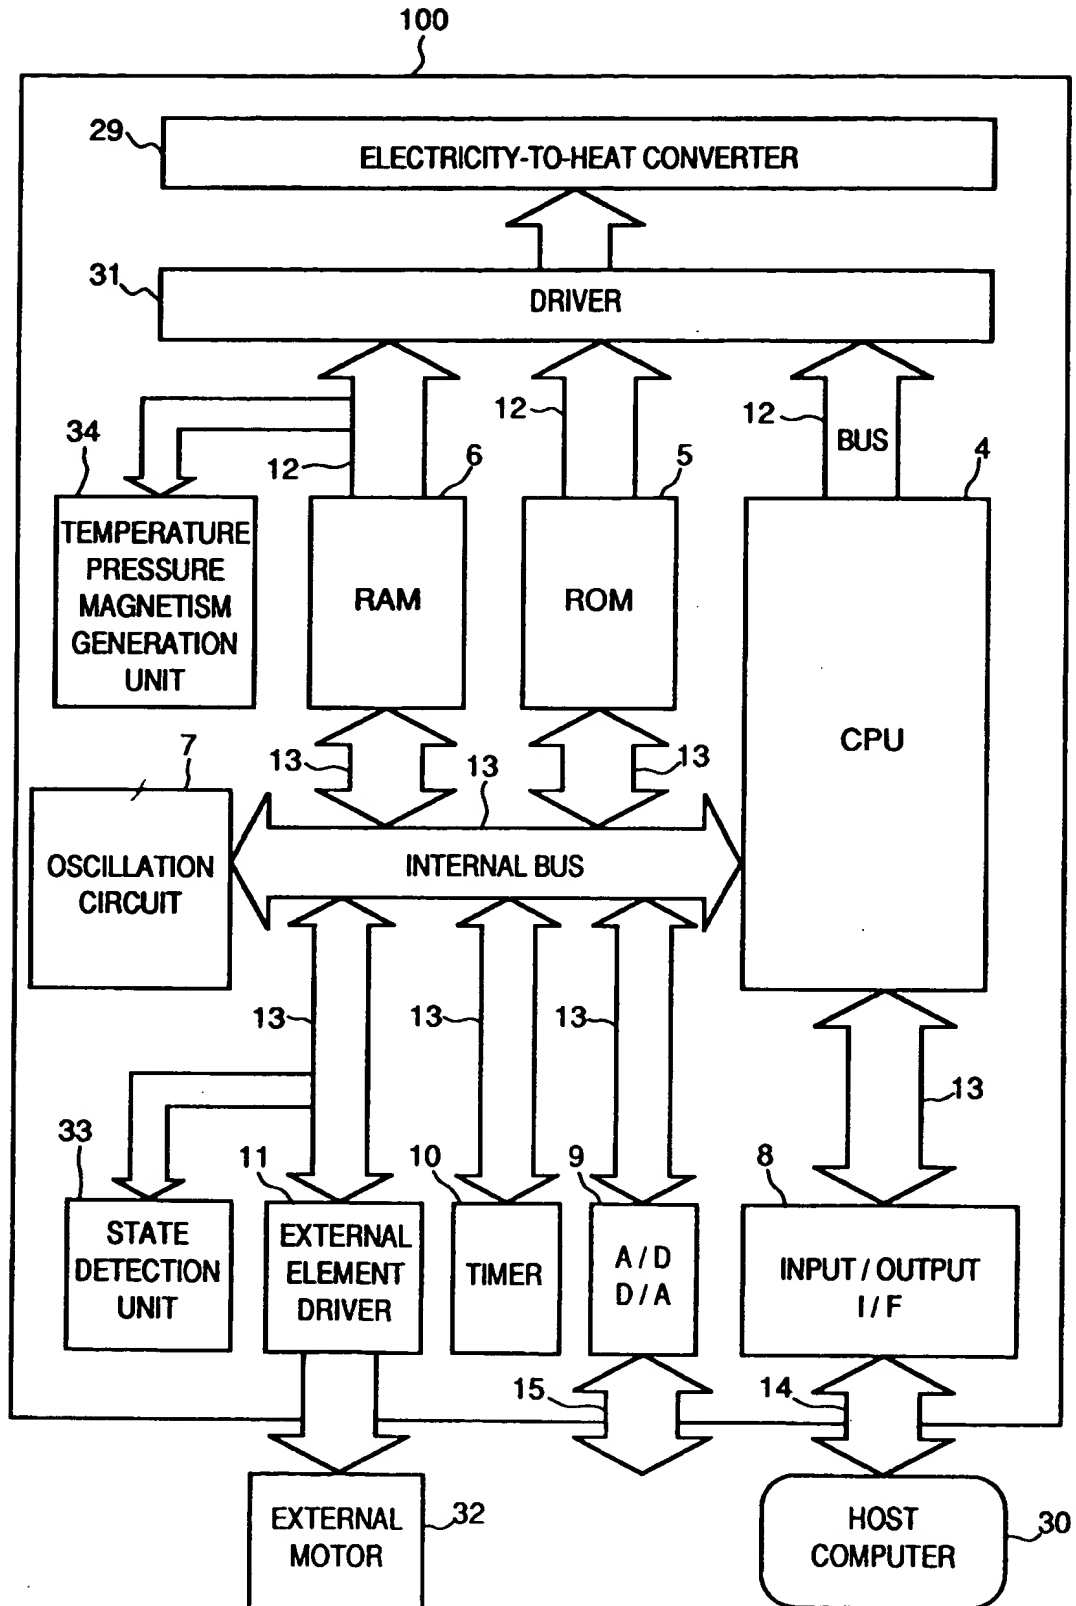 100
29
ELECTRICITY-TO-HEAT CONVERTER
31
DRIVER
12
12
BUS
34
12
6
5
4
TEMPERATURE
PRESSURE
MAGNETISM
GENERATION
UNIT
RAM
ROM
CPU
7
13
13
13
OSCILLATION
CIRCUIT
INTERNAL BUS
13
13
13
13
33
11
10
9
8
STATE
DETECTION
UNIT
EXTERNAL
ELEMENT
DRIVER
TIMER
A/D
D/A
INPUT/OUTPUT
I/F
15
14
EXTERNAL
MOTOR
32
HOST
COMPUTER
30